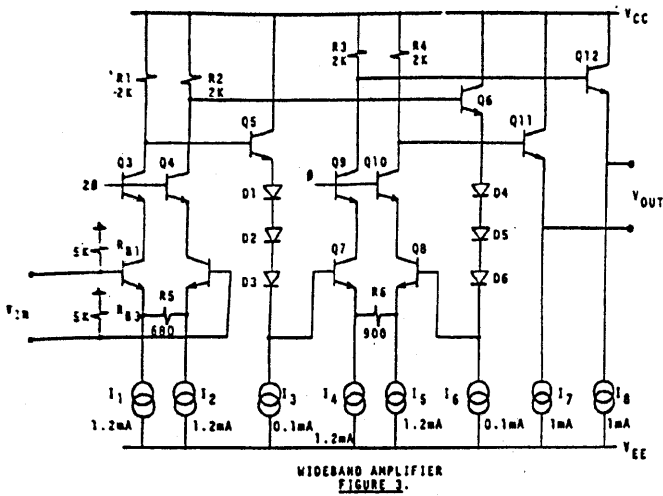 VCC
R1
2K
R2
2K
R3
2K
R4
2K
Q12
Q6
Q5
Q11
Q3
Q4
Q9
Q10
2Ø
Ø
D1
D4
VOUT
D2
D5
5K
RB1
Q7
Q8
D3
D6
VIN
5K
RB3
R5
680
R6
900
I1
1.2mA
I2
1.2mA
I3
0.1mA
I4
1.2mA
I5
1.2mA
I6
0.1mA
I7
1mA
I8
1mA
VEE
WIDEBAND AMPLIFIER
FIGURE 3.